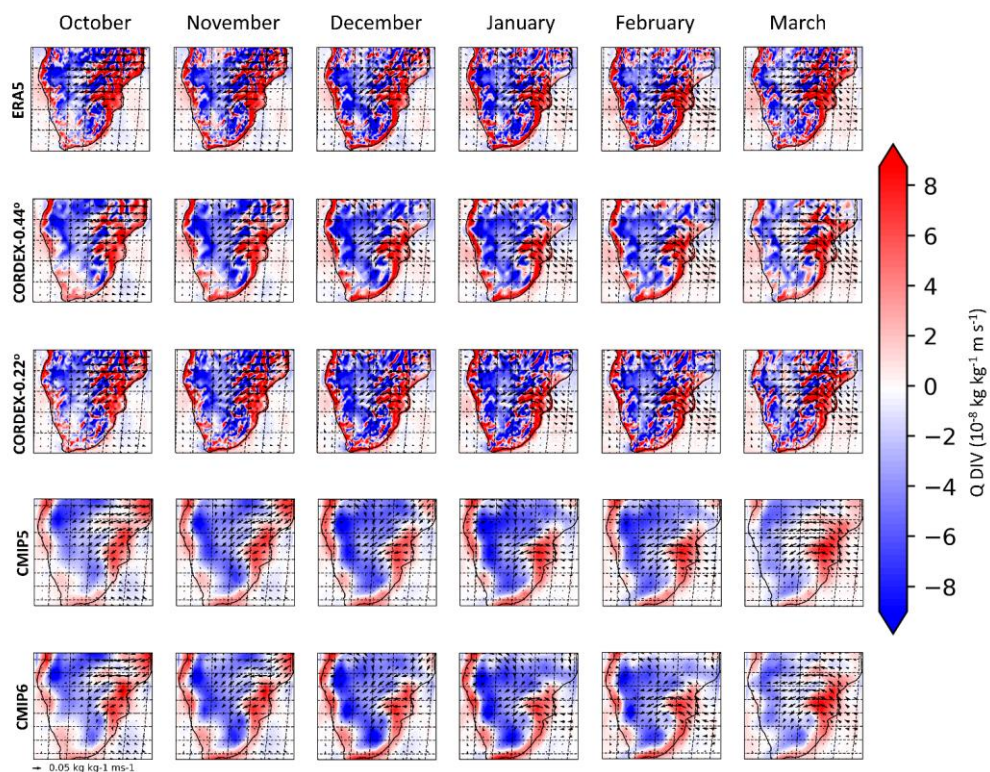 October November December January February March
ERA5
CORDEX-0.44°
CORDEX-0.22°
CMIP5
CMIP6
8
6
4
2
0
−2
−4
−6
−8
Q DIV (10⁻⁸ kg kg⁻¹ m s⁻¹)
0.05 kg kg-1 ms-1